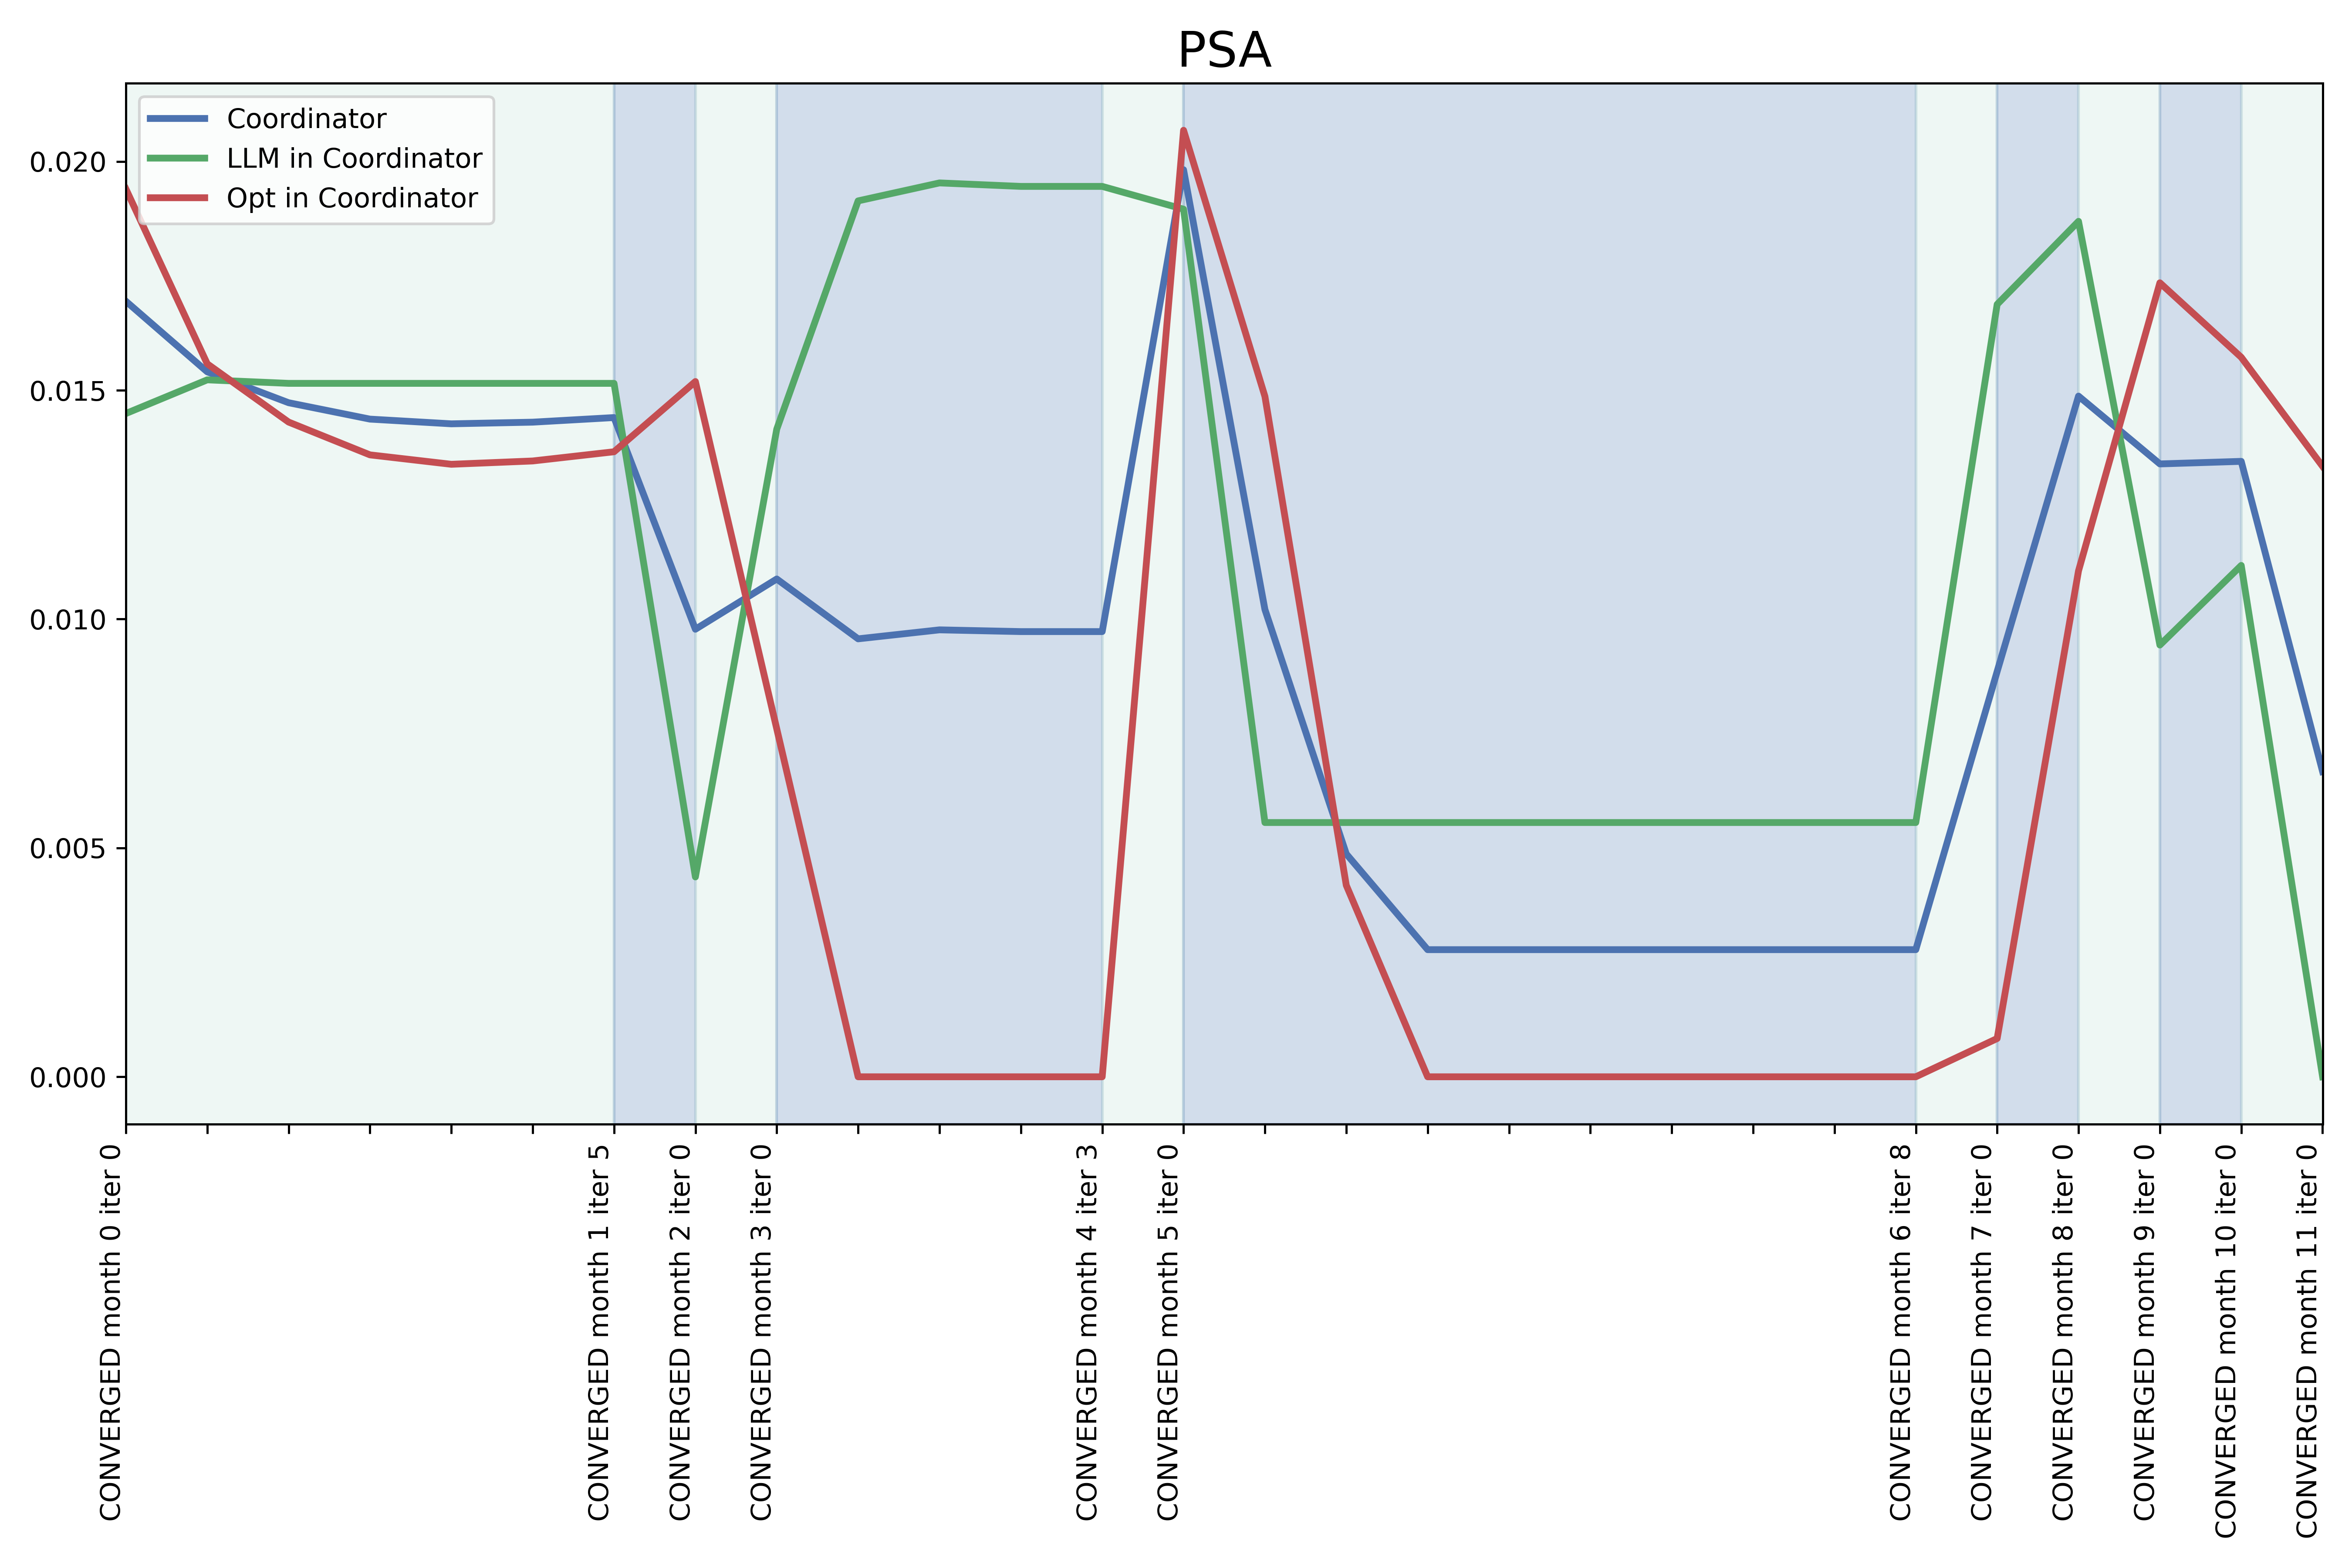 PSA
Coordinator
LLM in Coordinator
Opt in Coordinator
0.020
0.015
0.010
0.005
0.000
CONVERGED month 0 iter 0
CONVERGED month 1 iter 5
CONVERGED month 2 iter 0
CONVERGED month 3 iter 0
CONVERGED month 4 iter 3
CONVERGED month 5 iter 0
CONVERGED month 6 iter 8
CONVERGED month 7 iter 0
CONVERGED month 8 iter 0
CONVERGED month 9 iter 0
CONVERGED month 10 iter 0
CONVERGED month 11 iter 0